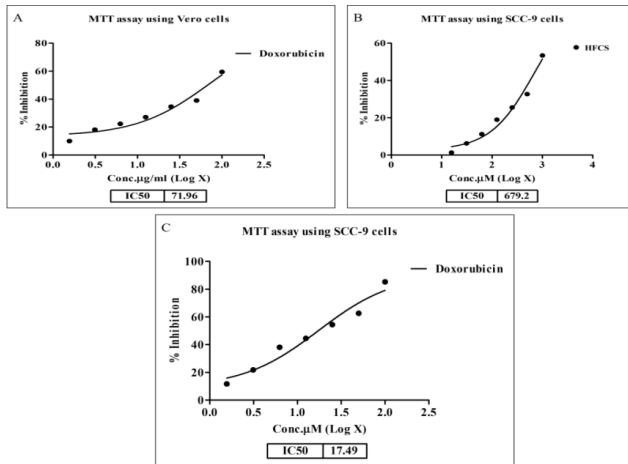 A
MTT assay using Vero cells
Doxorubicin
% Inhibition
80
60
40
20
0
0.0 0.5 1.0 1.5 2.0 2.5
Conc.µg/ml (Log X)
IC50 71.96
B
MTT assay using SCC-9 cells
HFCS
% Inhibition
60
40
20
0
0 1 2 3 4
Conc.µM (Log X)
IC50 679.2
C
MTT assay using SCC-9 cells
Doxorubicin
% Inhibition
100
80
60
40
20
0
0.0 0.5 1.0 1.5 2.0 2.5
Conc.µM (Log X)
IC50 17.49